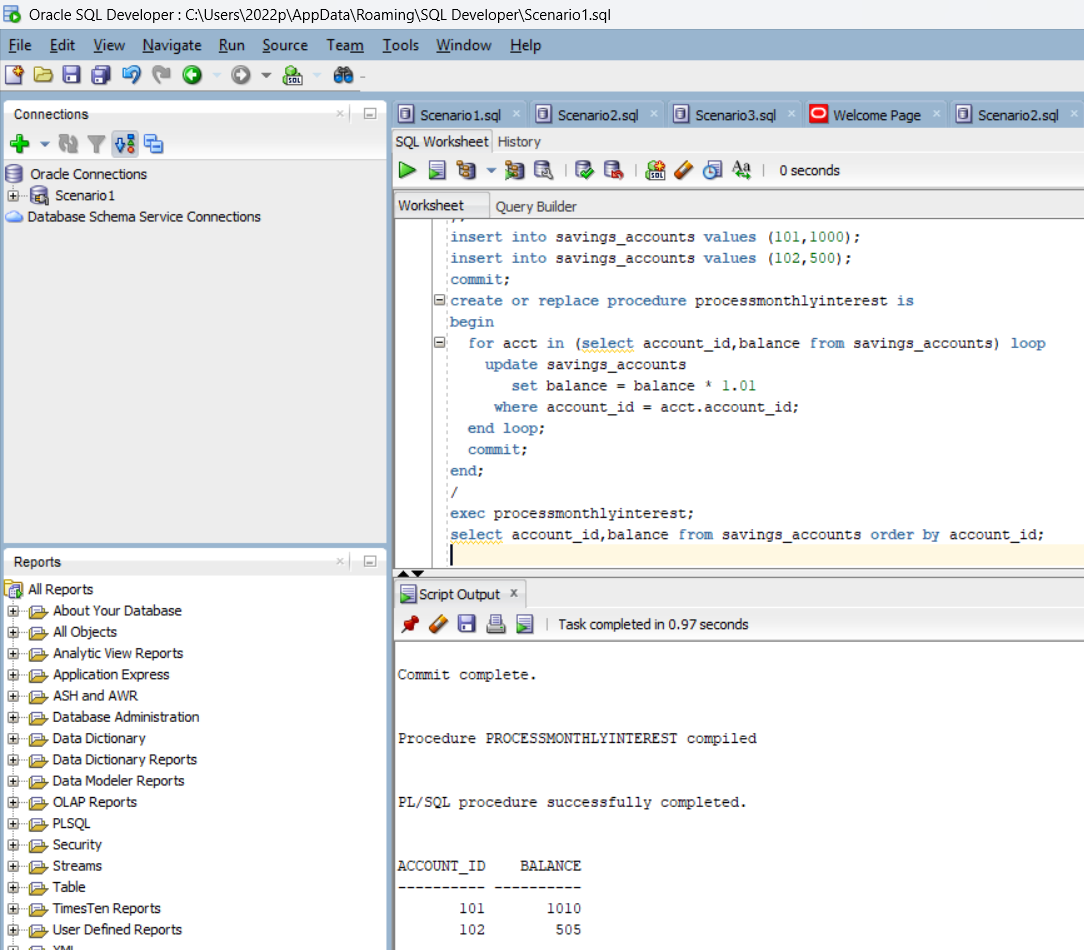 Oracle SQL Developer : C:\Users\2022p\AppData\Roaming\SQL Developer\Scenario1.sql
File Edit View Navigate Run Source Team Tools Window Help
Connections
Oracle Connections
Scenario1
Database Schema Service Connections
Reports
All Reports
About Your Database
All Objects
Analytic View Reports
Application Express
ASH and AWR
Database Administration
Data Dictionary
Data Dictionary Reports
Data Modeler Reports
OLAP Reports
PLSQL
Security
Streams
Table
TimesTen Reports
User Defined Reports
XML
Scenario1.sql Scenario2.sql Scenario3.sql Welcome Page Scenario2.sql
SQL Worksheet History
0 seconds
Worksheet Query Builder
insert into savings_accounts values (101,1000);
insert into savings_accounts values (102,500);
commit;
create or replace procedure processmonthlyinterest is
begin
for acct in (select account_id,balance from savings_accounts) loop
update savings_accounts
set balance = balance * 1.01
where account_id = acct.account_id;
end loop;
commit;
end;
/
exec processmonthlyinterest;
select account_id,balance from savings_accounts order by account_id;
Script Output
Task completed in 0.97 seconds
Commit complete.
Procedure PROCESSMONTHLYINTEREST compiled
PL/SQL procedure successfully completed.
ACCOUNT_ID BALANCE
---------- ----------
101 1010
102 505